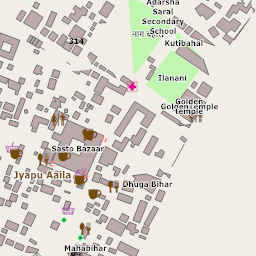 Adarsha
Saral
Secondary
School
नाग
Kutibahal
314
Ilanani
Golden
Golden Temple
temple
Sasto Bazaar
Jyapu Aaila
Dhuga Bihar
Mahabihar